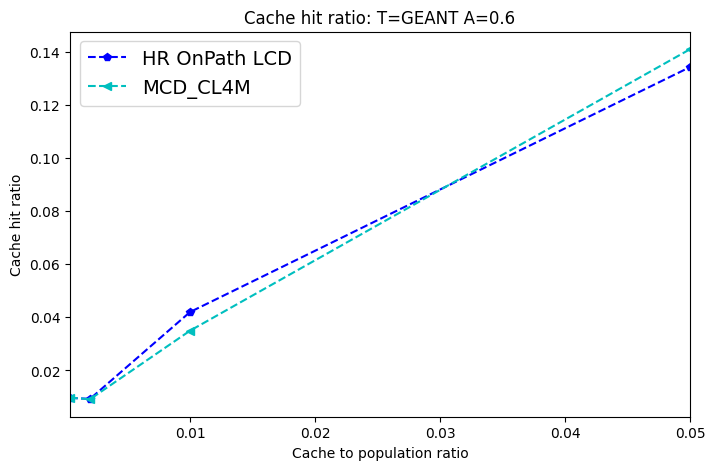 Cache hit ratio: T=GEANT A=0.6
HR OnPath LCD
MCD_CL4M
0.14
0.12
0.10
0.08
0.06
0.04
0.02
Cache hit ratio
0.01 0.02 0.03 0.04 0.05
Cache to population ratio